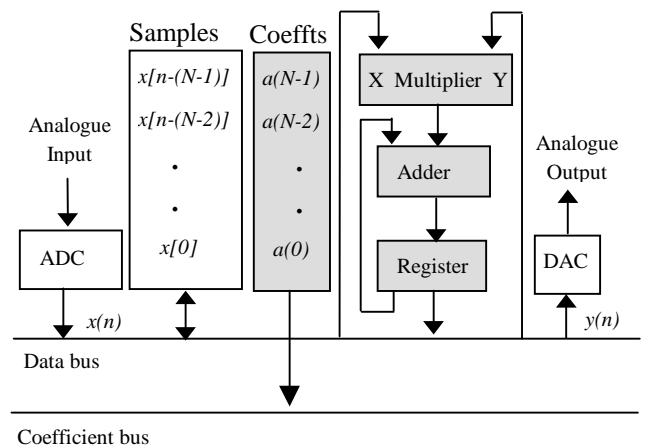 Samples
Coeffts
x[n-(N-1)]
a(N-1)
X Multiplier Y
x[n-(N-2)]
a(N-2)
Analogue
Input
Analogue
Output
Adder
ADC
x[0]
a(0)
Register
DAC
x(n)
y(n)
Data bus
Coefficient bus